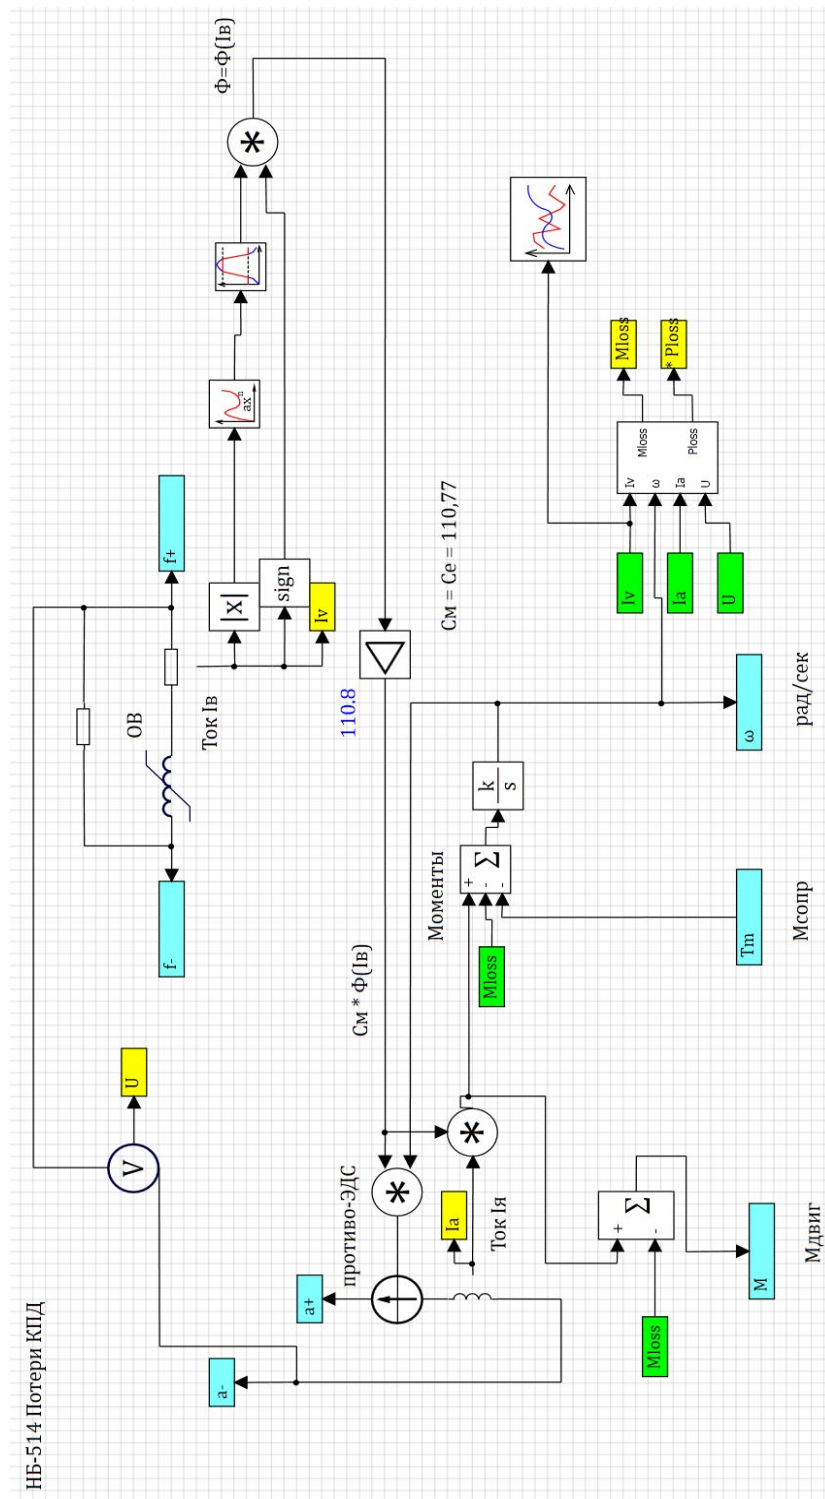 НБ-514 Потери КПД
V
U
ОВ
f-
f+
a-
Ток Iв
|X|
axⁿ
Φ=Φ(Iв)
sign
*
Iv
a+
противо-ЭДС
См * Φ(Iв)
110.8
*
Моменты
См = Се = 110,77
Ia
*
+
-
-
Σ
k
s
Ток Iя
Mloss
+
-
Σ
Iv
Iv
Mloss
Mloss
ω
Ia
Ia
Ploss
* Ploss
U
U
Mloss
M
Tm
ω
Мдвиг
Мсопр
рад/сек